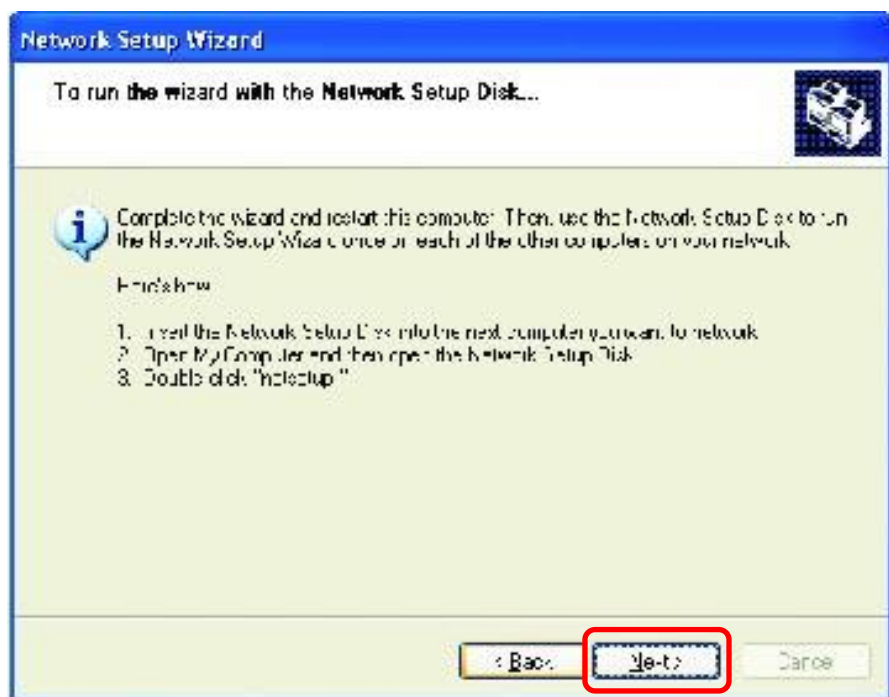 Network Setup Wizard
To run the wizard with the Network Setup Disk...
Complete the wizard and restart this computer. Then, use the Network Setup Disk to run
the Network Setup Wizard once on each of the other computers on your network.
Here's how:
1. Insert the Network Setup Disk into the next computer you want to network.
2. Open My Computer and then open the Network Setup Disk.
3. Double-click "netsetup."
< Back
Next >
Cancel